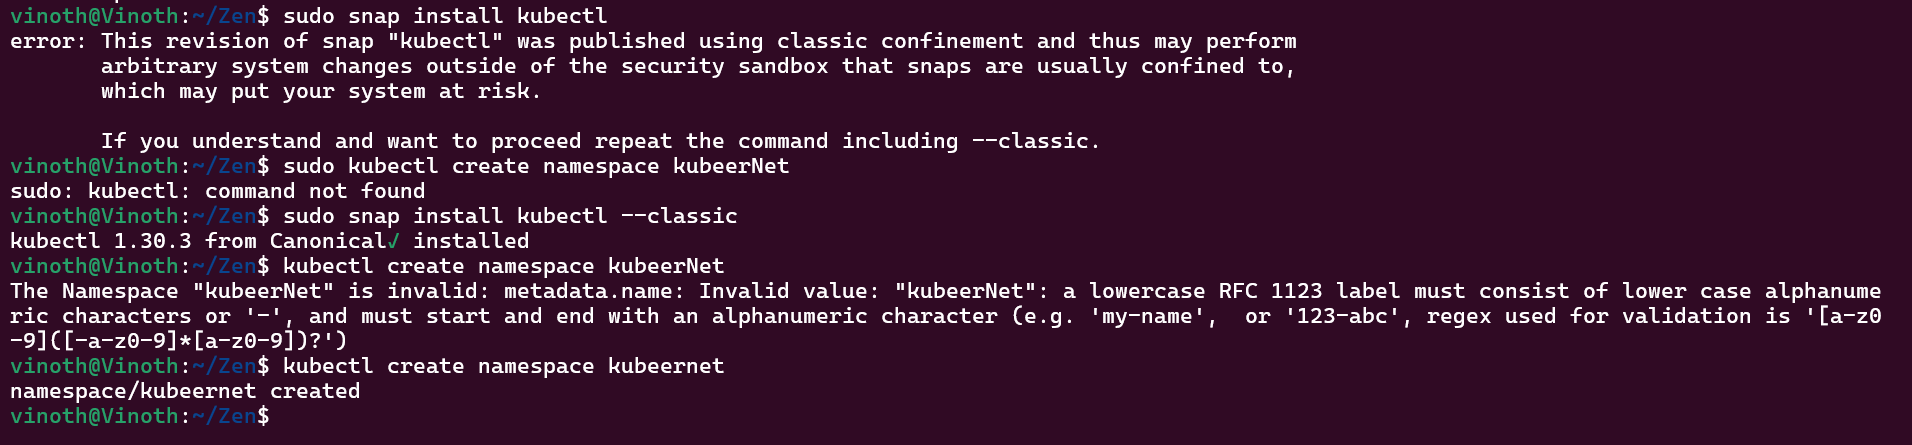 vinoth@Vinoth:~/Zen$ sudo snap install kubectl
error: This revision of snap "kubectl" was published using classic confinement and thus may perform
       arbitrary system changes outside of the security sandbox that snaps are usually confined to,
       which may put your system at risk.

       If you understand and want to proceed repeat the command including --classic.
vinoth@Vinoth:~/Zen$ sudo kubectl create namespace kubeerNet
sudo: kubectl: command not found
vinoth@Vinoth:~/Zen$ sudo snap install kubectl --classic
kubectl 1.30.3 from Canonical✓ installed
vinoth@Vinoth:~/Zen$ kubectl create namespace kubeerNet
The Namespace "kubeerNet" is invalid: metadata.name: Invalid value: "kubeerNet": a lowercase RFC 1123 label must consist of lower case alphanume
ric characters or '-', and must start and end with an alphanumeric character (e.g. 'my-name',  or '123-abc', regex used for validation is '[a-z0
-9]([-a-z0-9]*[a-z0-9])?')
vinoth@Vinoth:~/Zen$ kubectl create namespace kubeernet
namespace/kubeernet created
vinoth@Vinoth:~/Zen$